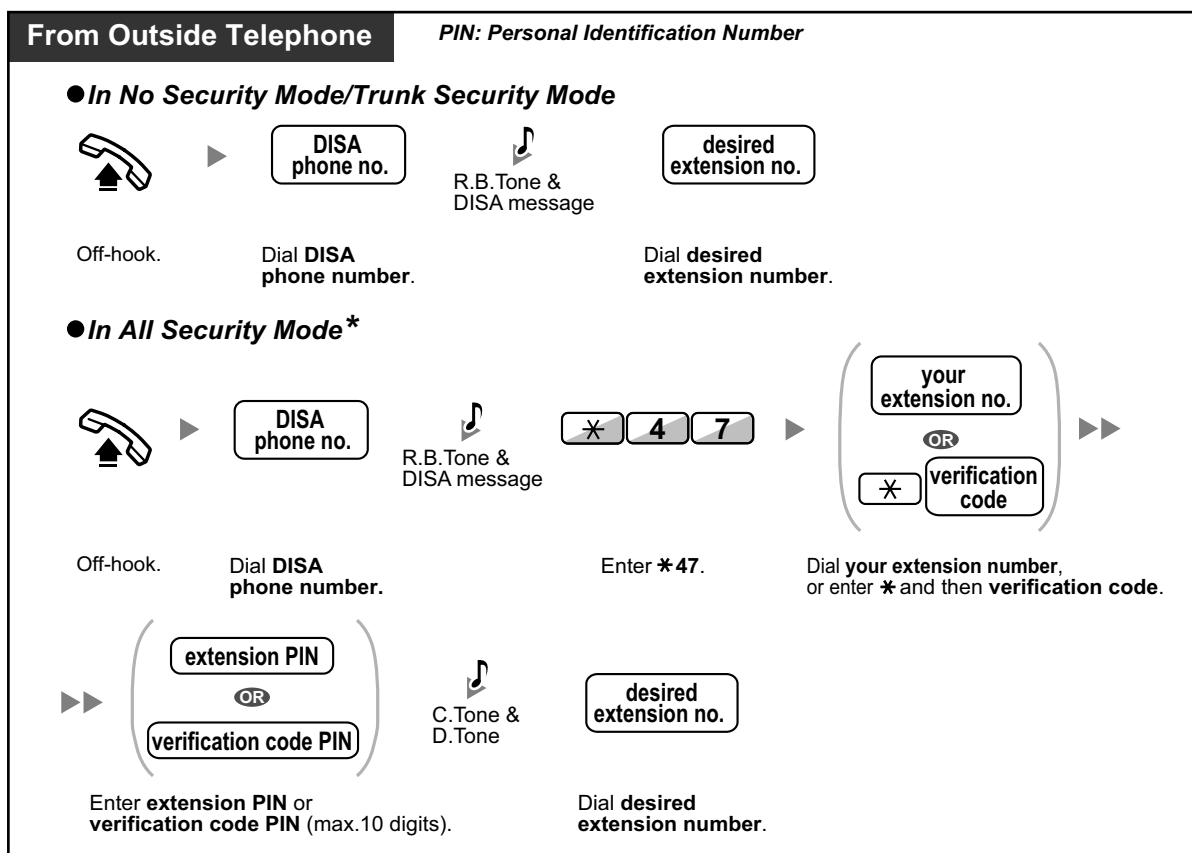 From Outside Telephone
PIN: Personal Identification Number
●In No Security Mode/Trunk Security Mode
DISA
phone no.
R.B.Tone &
DISA message
desired
extension no.
Off-hook.
Dial DISA
phone number.
Dial desired
extension number.
●In All Security Mode*
DISA
phone no.
R.B.Tone &
DISA message
* 4 7
your
extension no.
OR
* verification
code
Off-hook.
Dial DISA
phone number.
Enter *47.
Dial your extension number,
or enter * and then verification code.
extension PIN
OR
verification code PIN
C.Tone &
D.Tone
desired
extension no.
Enter extension PIN or
verification code PIN (max.10 digits).
Dial desired
extension number.